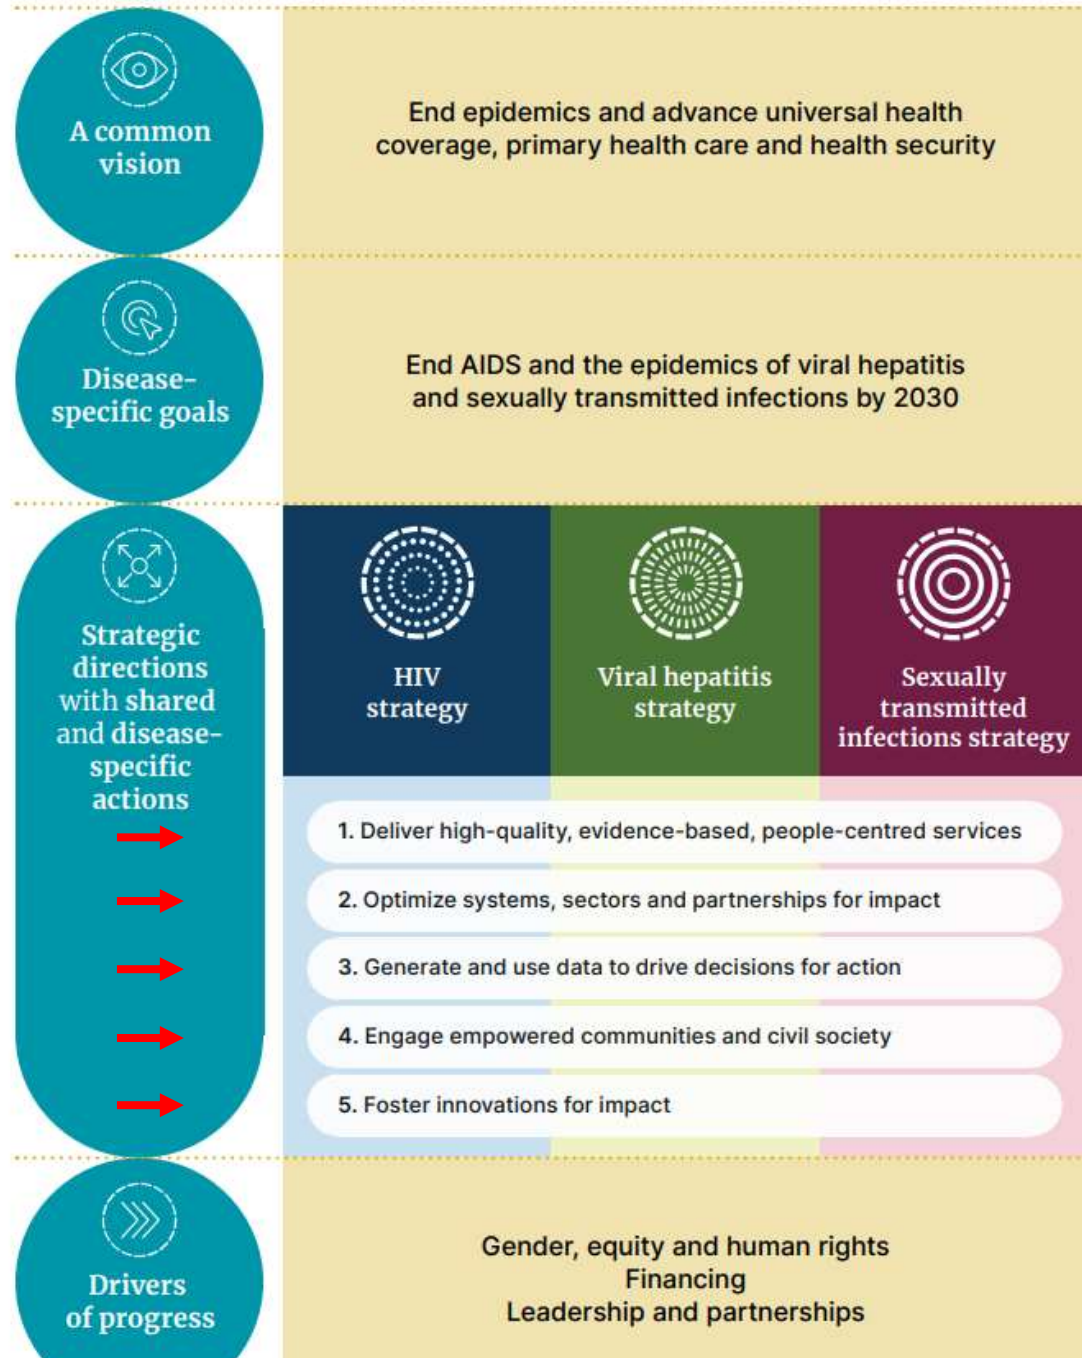 A common
vision
End epidemics and advance universal health
coverage, primary health care and health security
Disease-
specific goals
End AIDS and the epidemics of viral hepatitis
and sexually transmitted infections by 2030
Strategic
directions
with shared
and disease-
specific
actions
HIV
strategy
Viral hepatitis
strategy
Sexually
transmitted
infections strategy
1. Deliver high-quality, evidence-based, people-centred services
2. Optimize systems, sectors and partnerships for impact
3. Generate and use data to drive decisions for action
4. Engage empowered communities and civil society
5. Foster innovations for impact
Drivers
of progress
Gender, equity and human rights
Financing
Leadership and partnerships